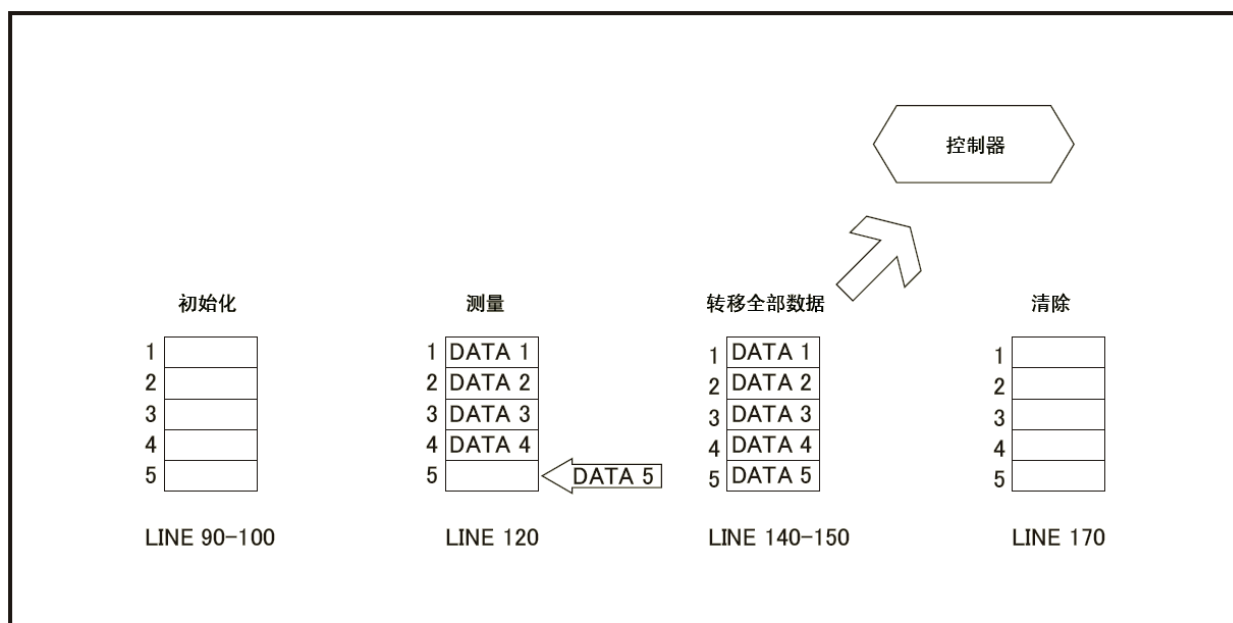 控制器
初始化
测量
转移全部数据
清除
1
2
3
4
5
1 DATA 1
2 DATA 2
3 DATA 3
4 DATA 4
5
DATA 5
1 DATA 1
2 DATA 2
3 DATA 3
4 DATA 4
5 DATA 5
1
2
3
4
5
LINE 90-100
LINE 120
LINE 140-150
LINE 170